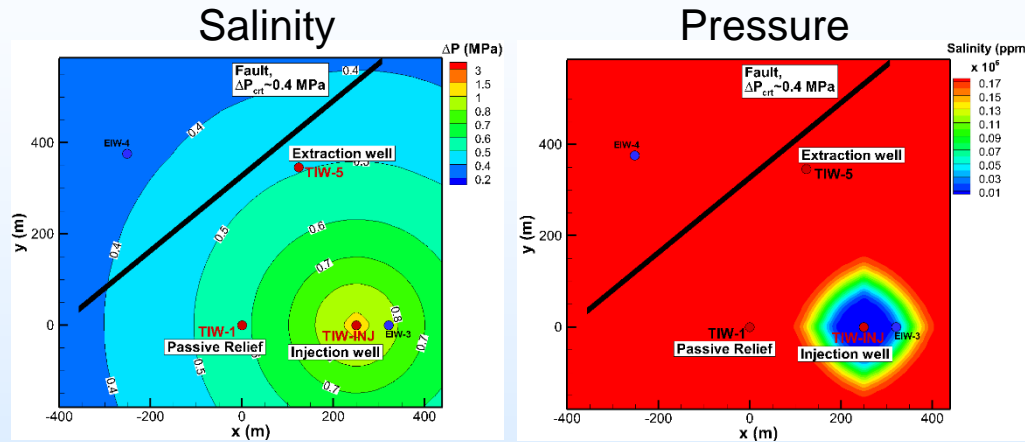 Salinity
Pressure
ΔP (MPa)
3
1.5
1
0.8
0.7
0.6
0.5
0.4
0.2
Fault,
ΔPcrt~0.4 MPa
0.4
EIW-4
Extraction well
TIW-5
0.5
0.4
0.5
0.6
0.7
0.8
TIW-1
TIW-INJ
EIW-3
Passive Relief
Injection well
0.7
0.7
0.5
0.4
400
200
0
y (m)
-400
-200
0
200
400
x (m)
Salinity (ppm)
x 10⁶
0.17
0.15
0.13
0.11
0.09
0.07
0.05
0.03
0.01
Fault,
ΔPcrt~0.4 MPa
EIW-4
Extraction well
TIW-5
TIW-1
TIW-INJ
EIW-3
Passive Relief
Injection well
400
200
0
y (m)
-400
-200
0
200
400
x (m)